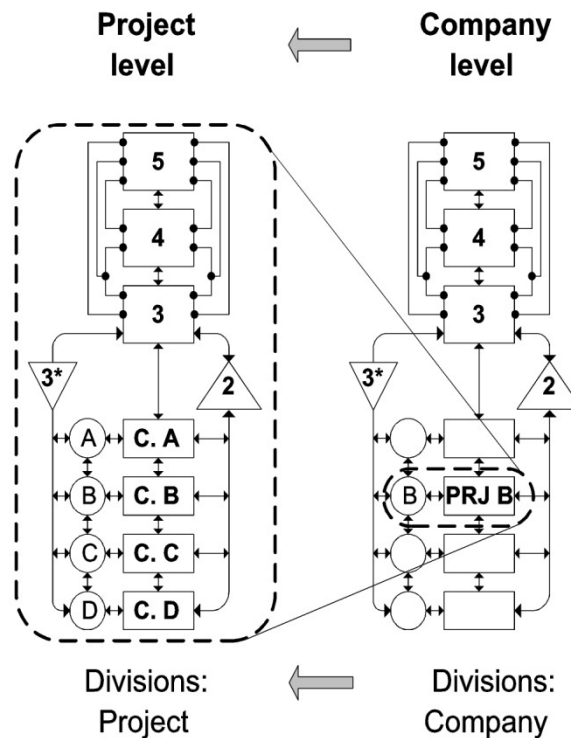 Project
level
Company
level
5
4
3
3*
2
A
C. A
B
C. B
C
C. C
D
C. D
5
4
3
3*
2
B
PRJ B
Divisions:
Project
Divisions:
Company